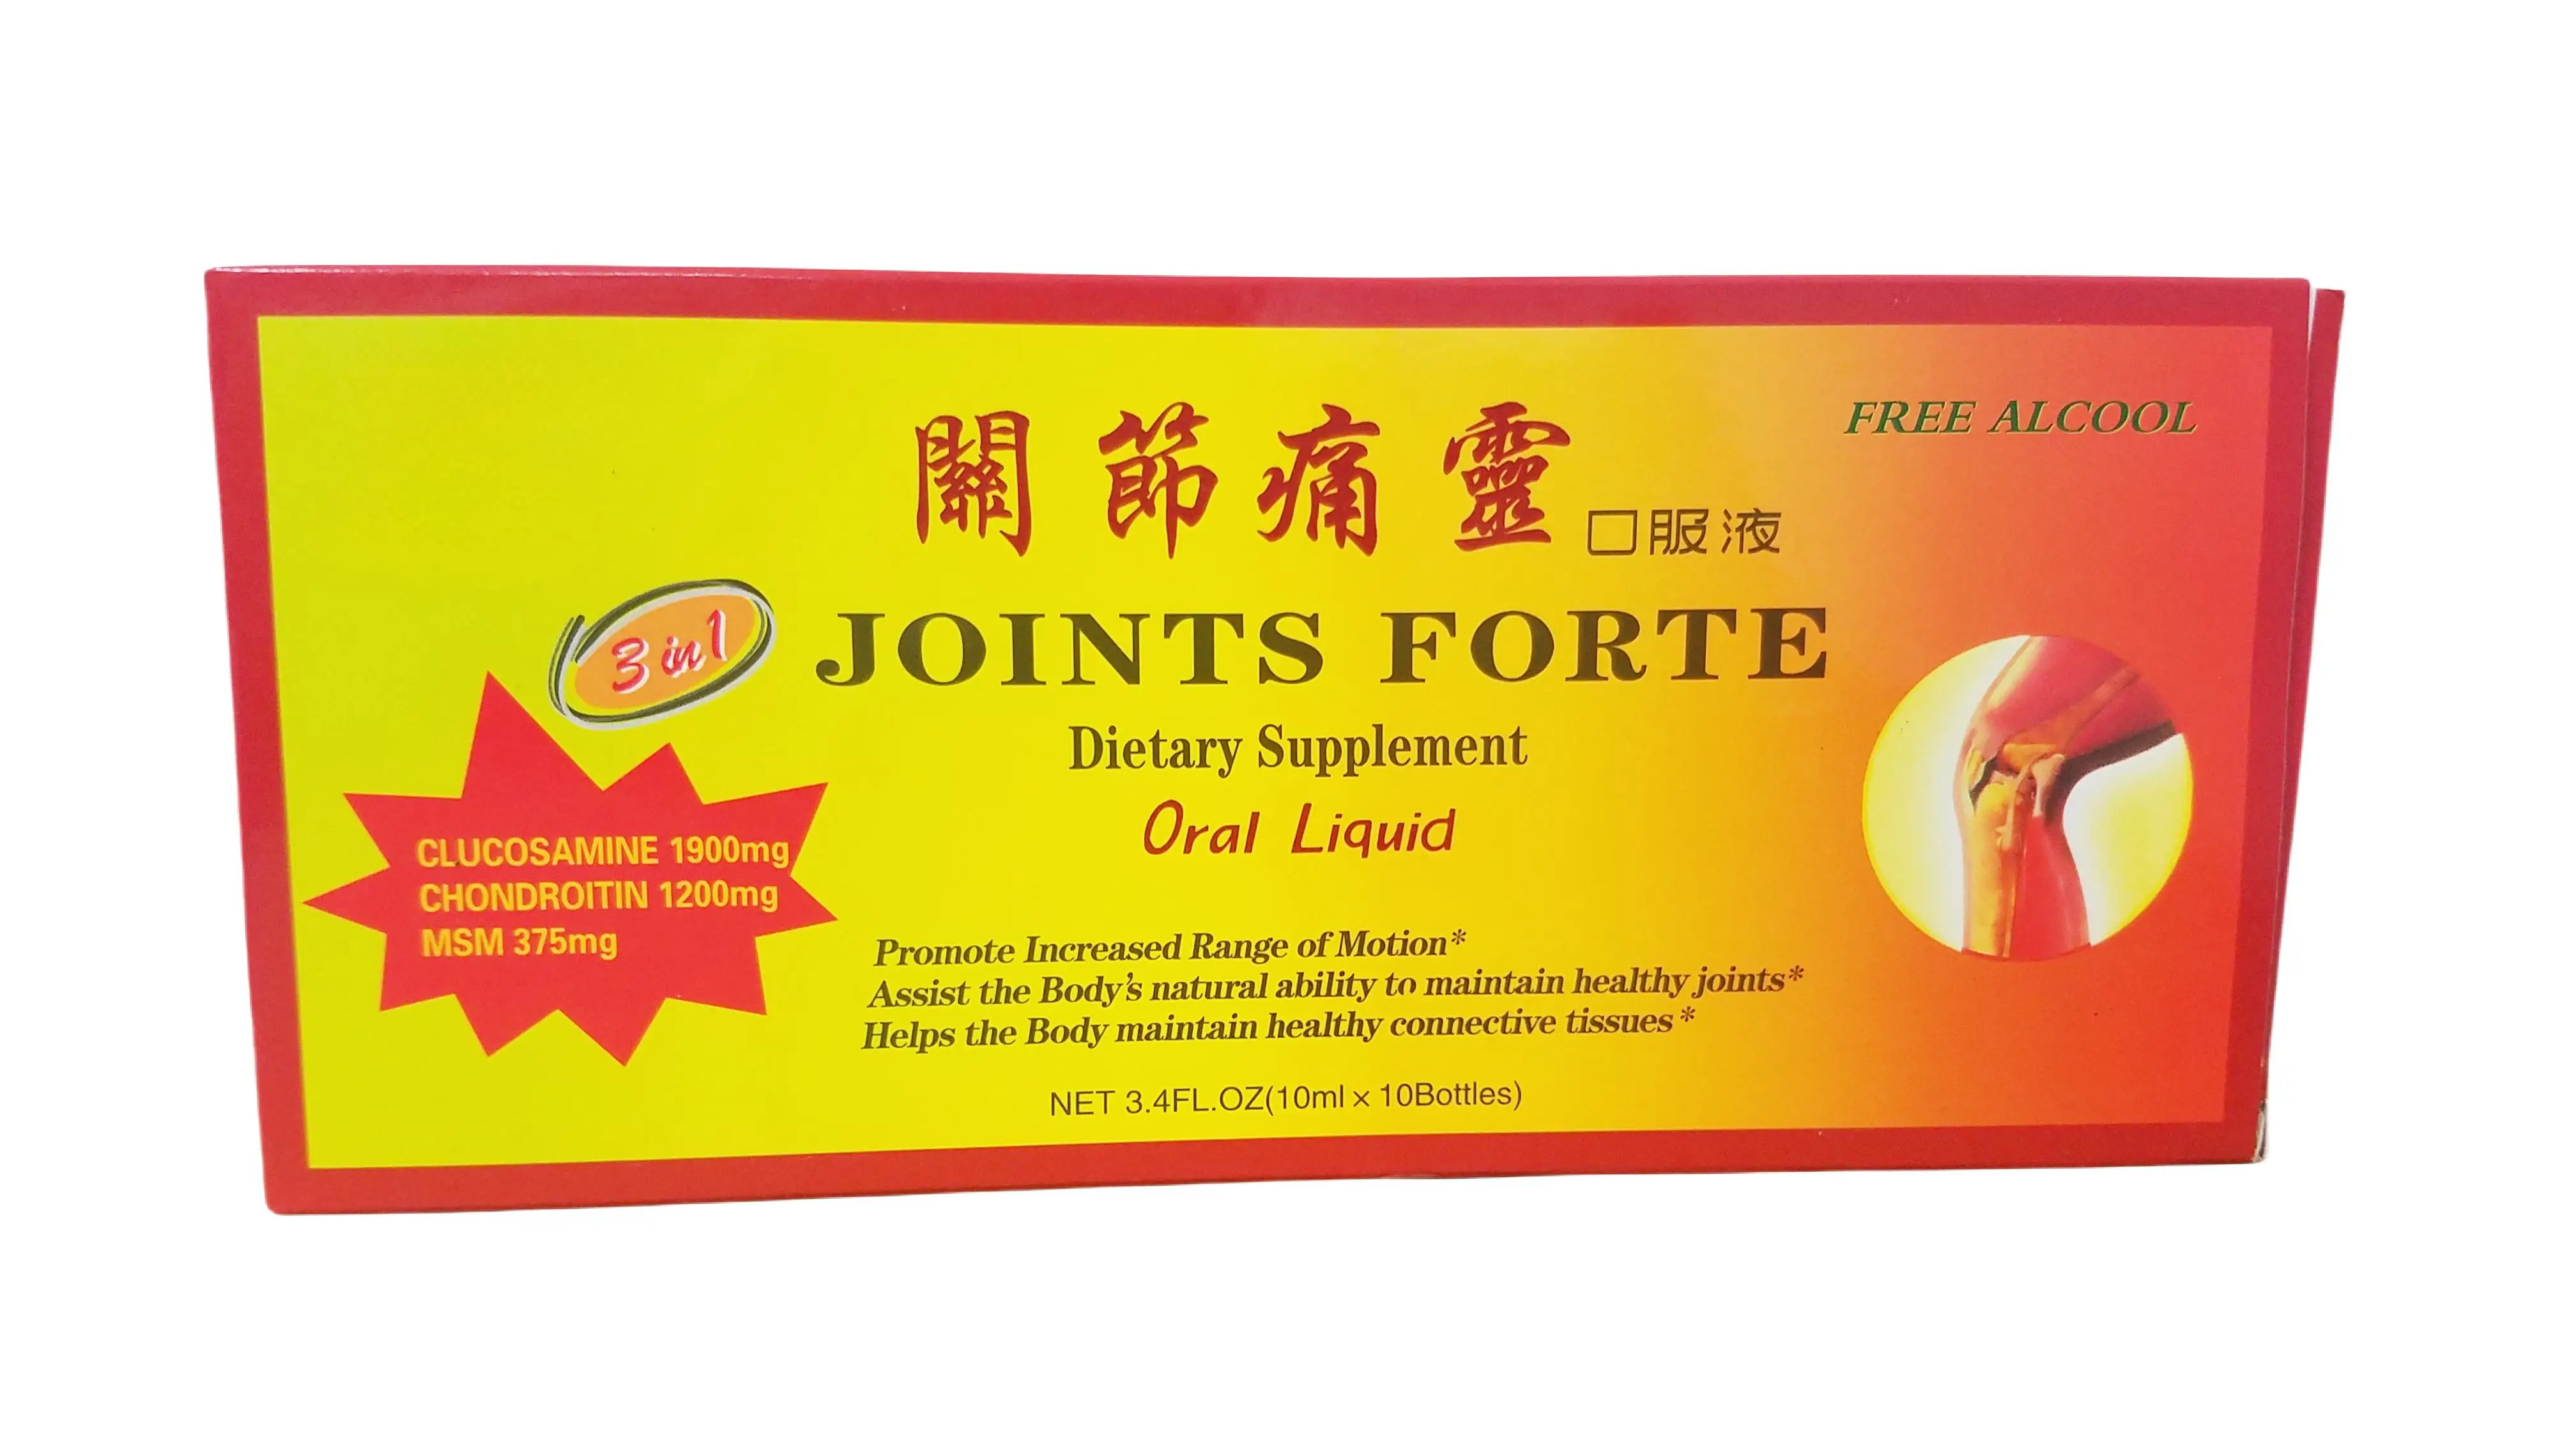 FREE ALCOOL
關節痛靈 口服液
3 in 1
JOINTS FORTE
Dietary Supplement
Oral Liquid
CLUCOSAMINE 1900mg
CHONDROITIN 1200mg
MSM 375mg
Promote Increased Range of Motion*
Assist the Body's natural ability to maintain healthy joints*
Helps the Body maintain healthy connective tissues*
NET 3.4FL.OZ(10ml × 10Bottles)